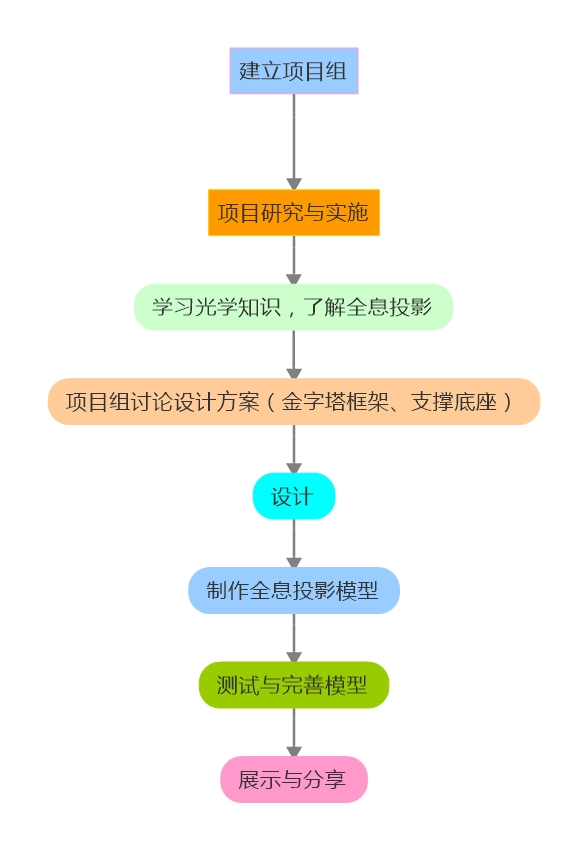 建立项目组
项目研究与实施
学习光学知识，了解全息投影
项目组讨论设计方案（金字塔框架、支撑底座）
设计
制作全息投影模型
测试与完善模型
展示与分享